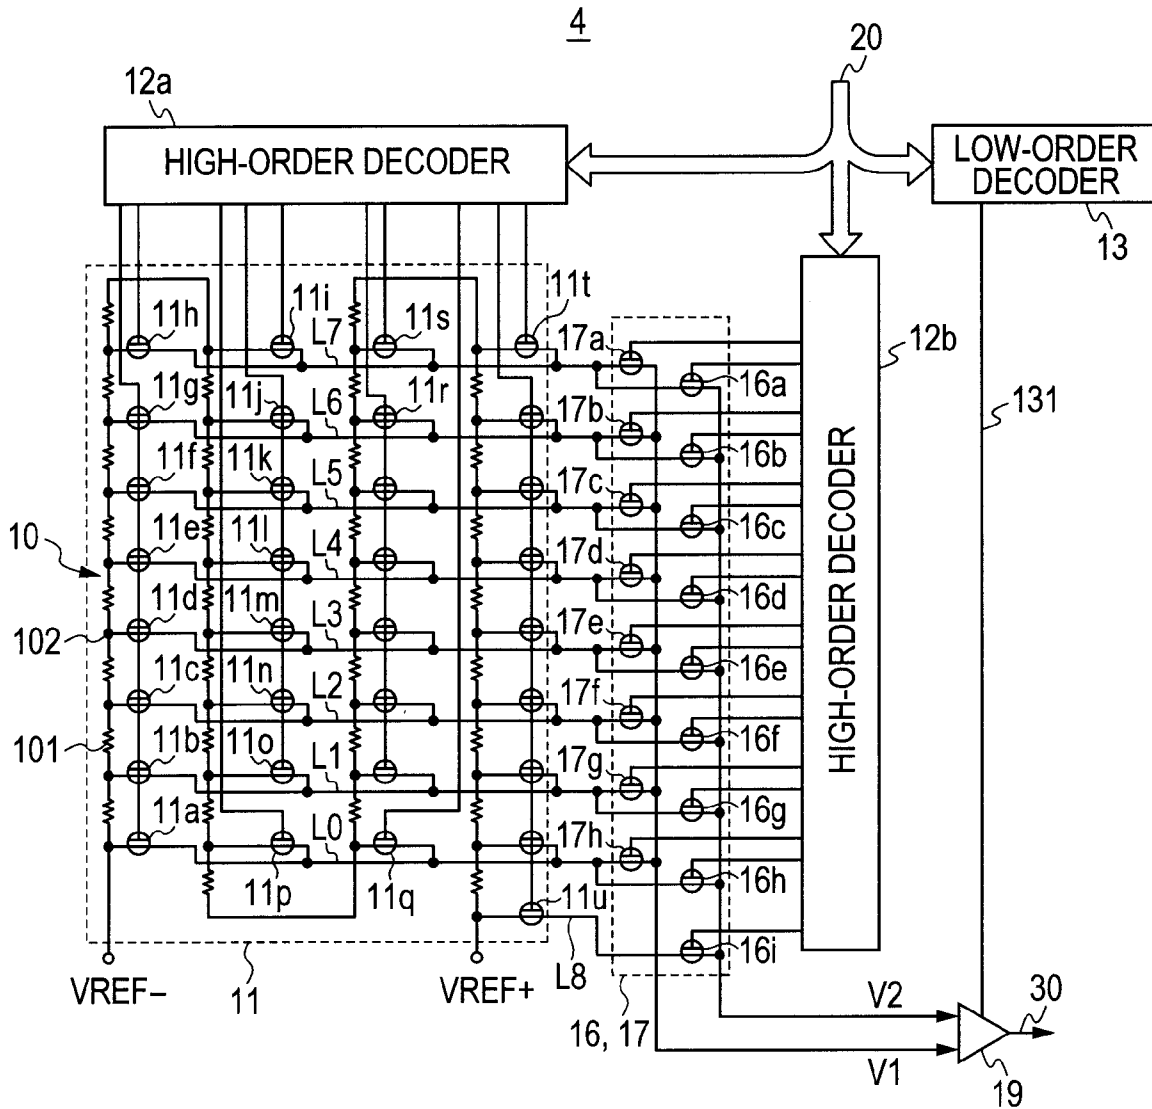 4
20
12a
HIGH-ORDER DECODER
LOW-ORDER
DECODER
13
11h
11i
L7
11s
11t
17a
16a
12b
11g
11j
L6
11r
17b
16b
131
11f
11k
L5
17c
16c
10
11e
11l
L4
17d
16d
HIGH-ORDER DECODER
102
11d
11m
L3
17e
16e
11c
11n
L2
17f
16f
101
11b
11o
L1
17g
16g
11a
11p
L0
11q
17h
16h
11u
L8
16i
VREF–
11
VREF+
16, 17
V2
V1
30
19